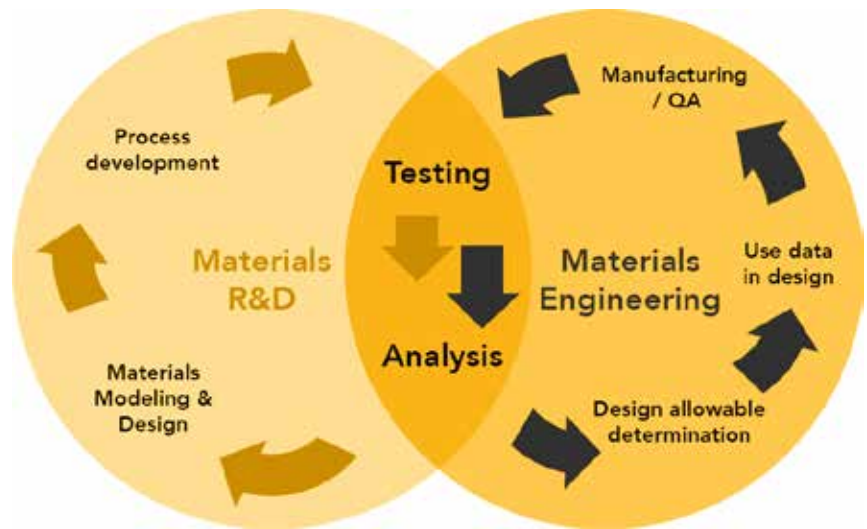 Process
development
Materials
R&D
Materials
Modeling &
Design
Testing
Analysis
Manufacturing
/ QA
Materials
Engineering
Use data
in design
Design allowable
determination